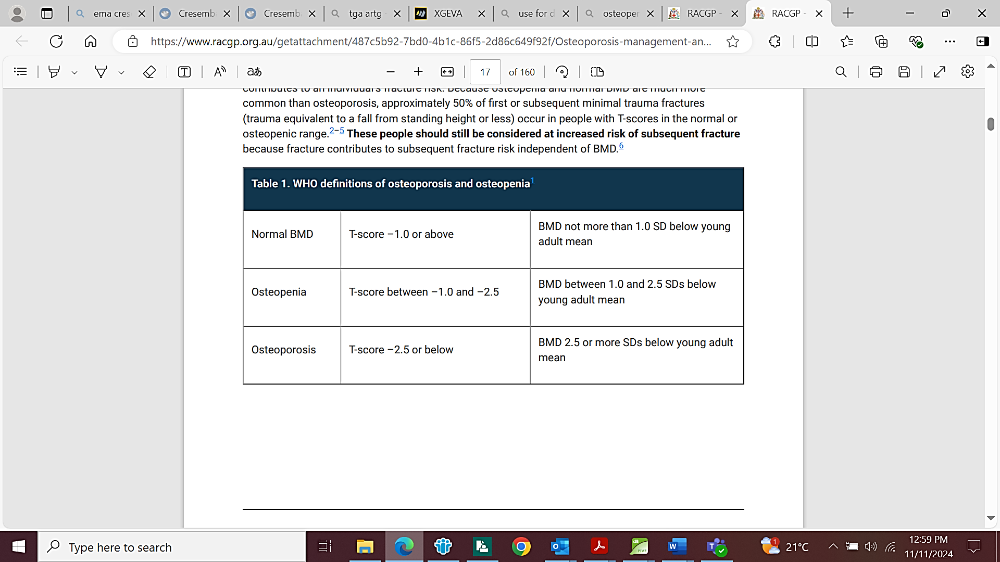 ema cres
Cresemb
Cresemb
tga artg
XGEVA
use for d
osteoper
RACGP -
RACGP -
https://www.racgp.org.au/getattachment/487c5b92-7bd0-4b1c-86f5-2d86c649f92f/Osteoporosis-management-an...
17 of 160
contributes to an individual's fracture risk. Because osteopenia and normal BMD are much more
common than osteoporosis, approximately 50% of first or subsequent minimal trauma fractures
(trauma equivalent to a fall from standing height or less) occur in people with T-scores in the normal or
osteopenic range.2–5 These people should still be considered at increased risk of subsequent fracture
because fracture contributes to subsequent fracture risk independent of BMD.6
Table 1. WHO definitions of osteoporosis and osteopenia1
Normal BMD
T-score −1.0 or above
BMD not more than 1.0 SD below young
adult mean
Osteopenia
T-score between −1.0 and −2.5
BMD between 1.0 and 2.5 SDs below
young adult mean
Osteoporosis
T-score −2.5 or below
BMD 2.5 or more SDs below young adult
mean
Type here to search
dB
FIVE
1
21°C
12:59 PM
11/11/2024